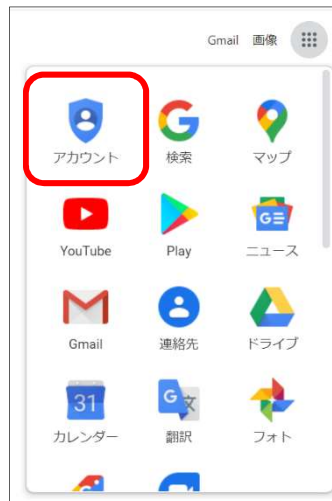 Gmail 画像
アカウント 検索 マップ
GE
YouTube Play ニュース
Gmail 連絡先 ドライブ
31 G 文
カレンダー 翻訳 フォト